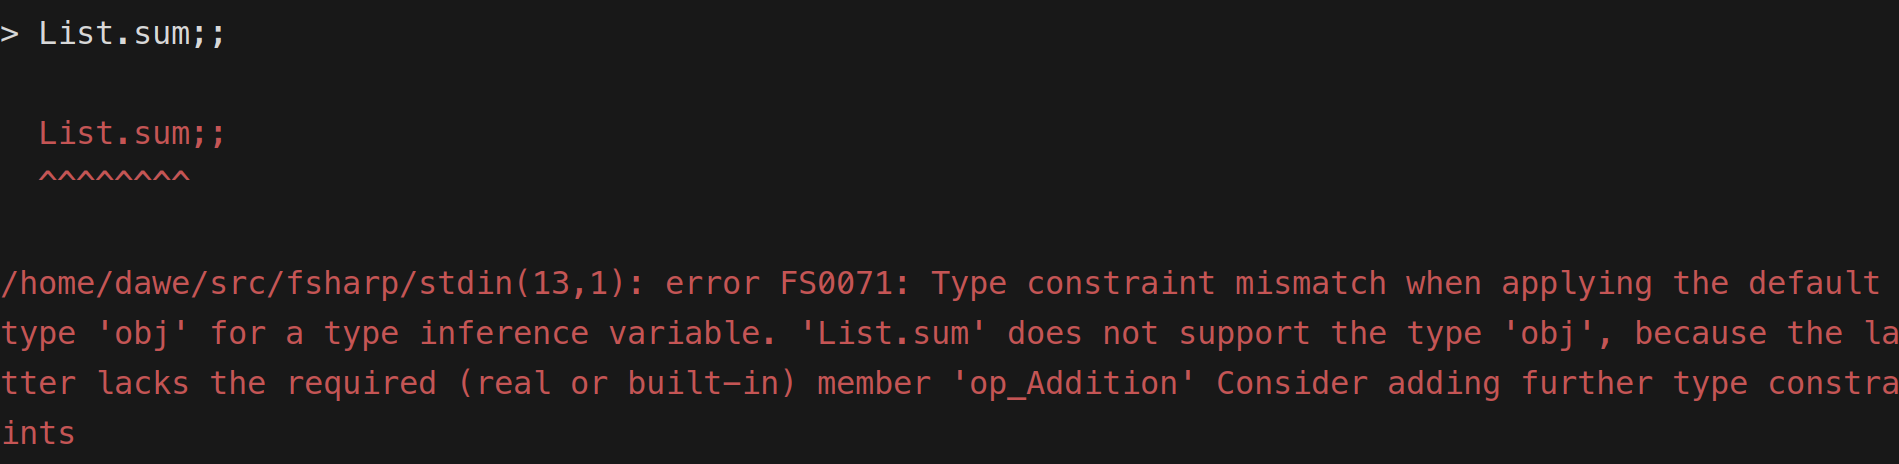 > List.sum;;
List.sum;;
^^^^^^^^
/home/dawe/src/fsharp/stdin(13,1): error FS0071: Type constraint mismatch when applying the default
type 'obj' for a type inference variable. 'List.sum' does not support the type 'obj', because the la
tter lacks the required (real or built-in) member 'op_Addition' Consider adding further type constra
ints